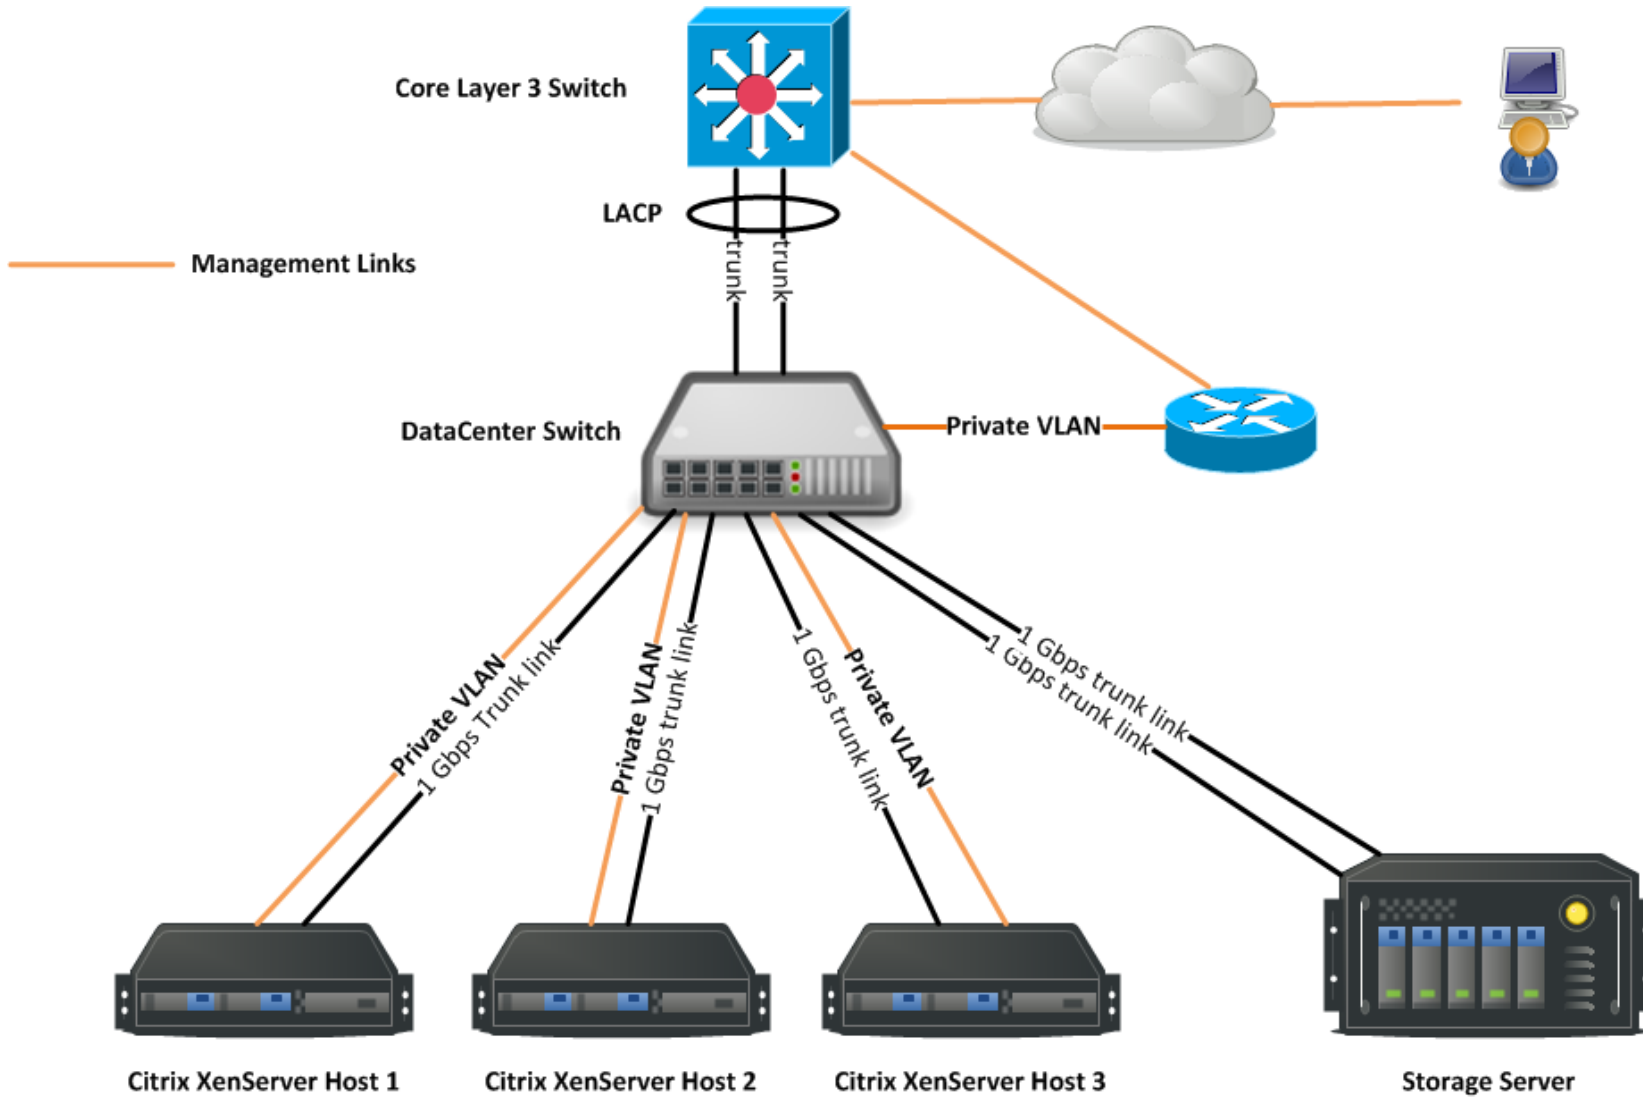 Core Layer 3 Switch
LACP
trunk
trunk
Management Links
DataCenter Switch
Private VLAN
Private VLAN
1 Gbps Trunk link
Private VLAN
1 Gbps trunk link
1 Gbps trunk link
Private VLAN
1 Gbps trunk link
1 Gbps trunk link
Citrix XenServer Host 1
Citrix XenServer Host 2
Citrix XenServer Host 3
Storage Server